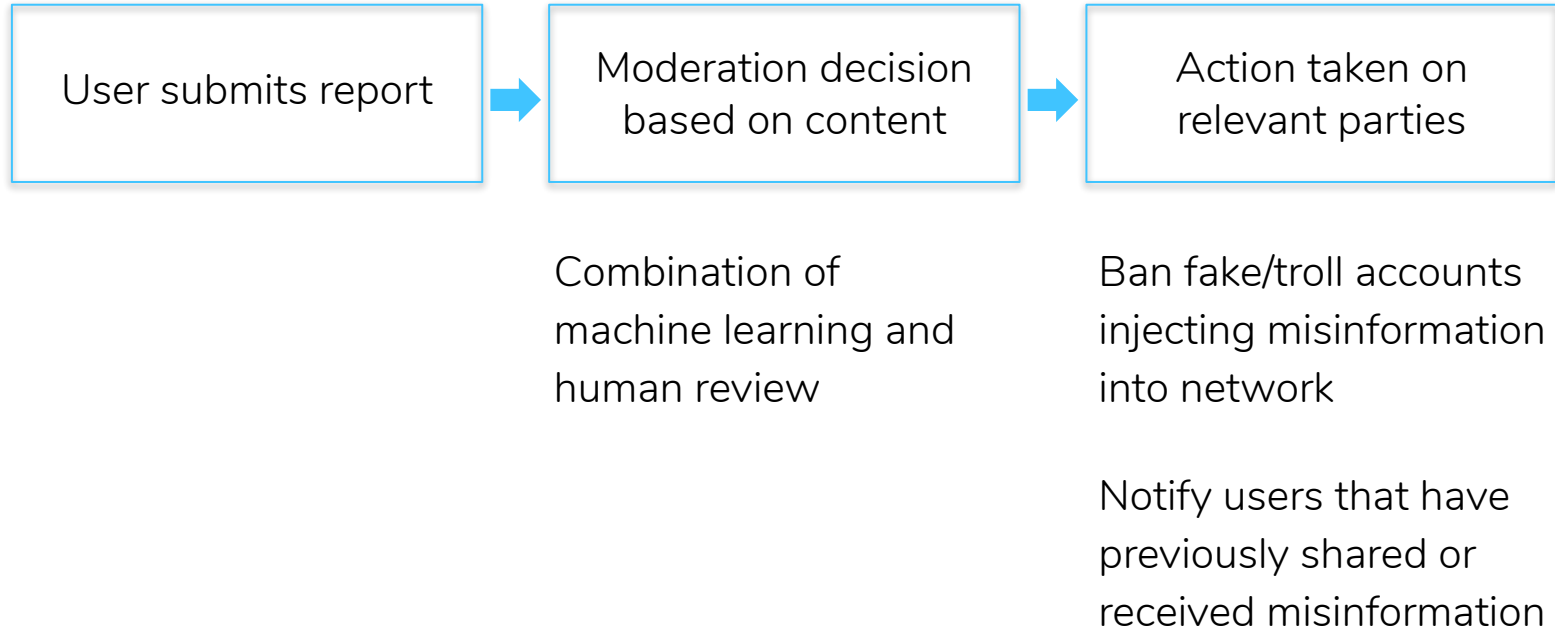 User submits report
Moderation decision
based on content
Action taken on
relevant parties
Combination of
machine learning and
human review
Ban fake/troll accounts
injecting misinformation
into network
Notify users that have
previously shared or
received misinformation